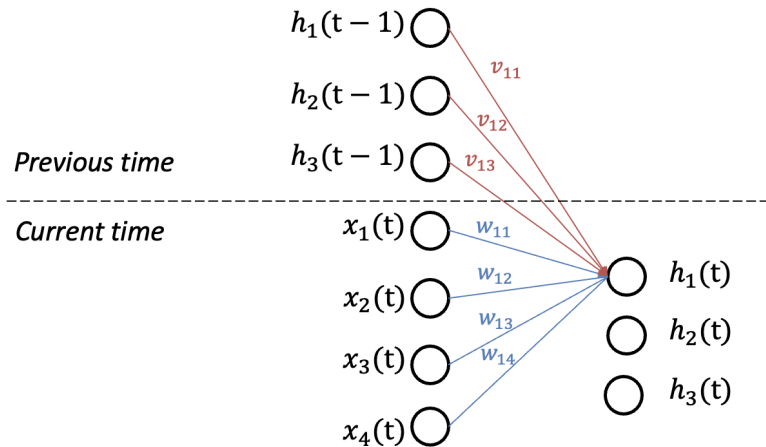 h₁(t − 1)
v₁₁
h₂(t − 1)
v₁₂
h₃(t − 1)
v₁₃
Previous time
Current time
x₁(t)
w₁₁
h₁(t)
x₂(t)
w₁₂
h₂(t)
x₃(t)
w₁₃
w₁₄
h₃(t)
x₄(t)